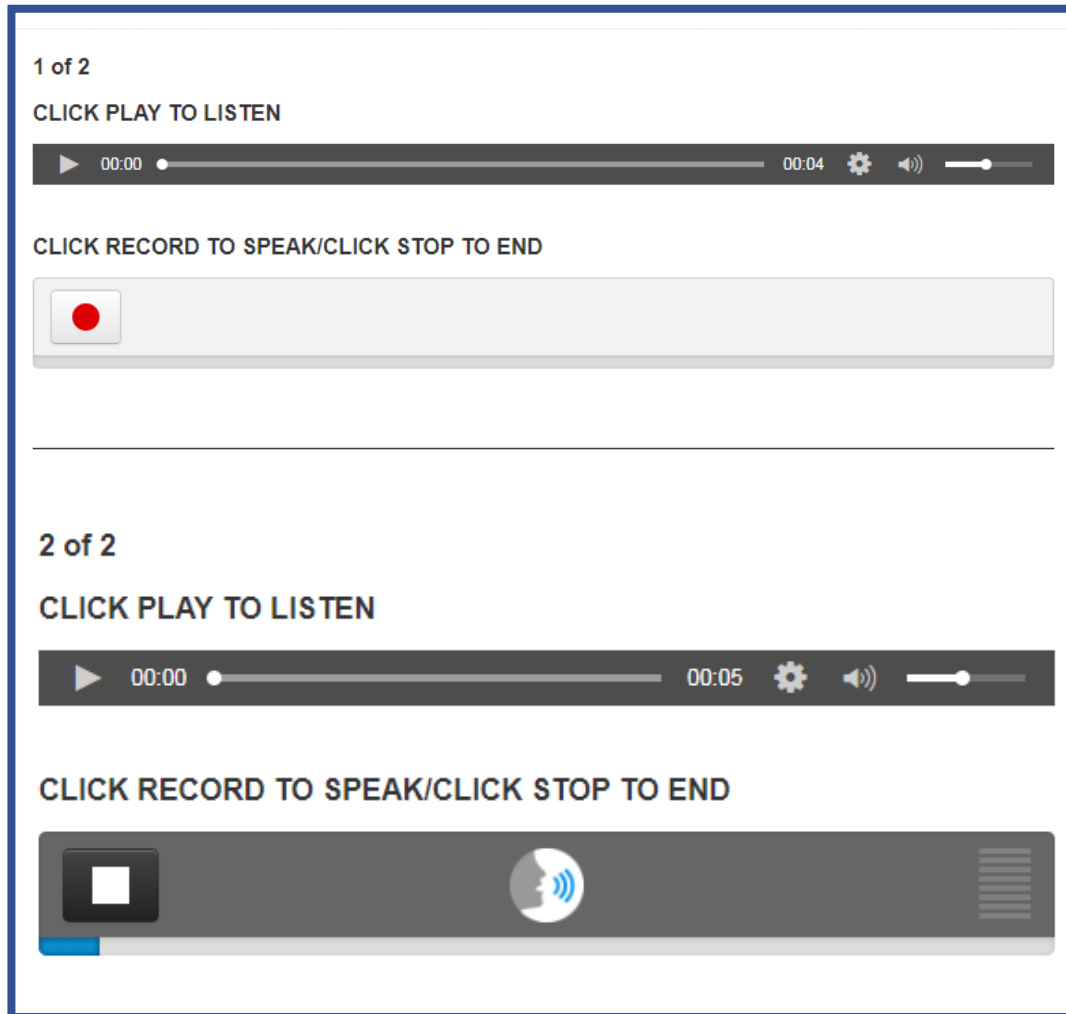 1 of 2
CLICK PLAY TO LISTEN
00:00 00:04
CLICK RECORD TO SPEAK/CLICK STOP TO END
2 of 2
CLICK PLAY TO LISTEN
00:00 00:05
CLICK RECORD TO SPEAK/CLICK STOP TO END